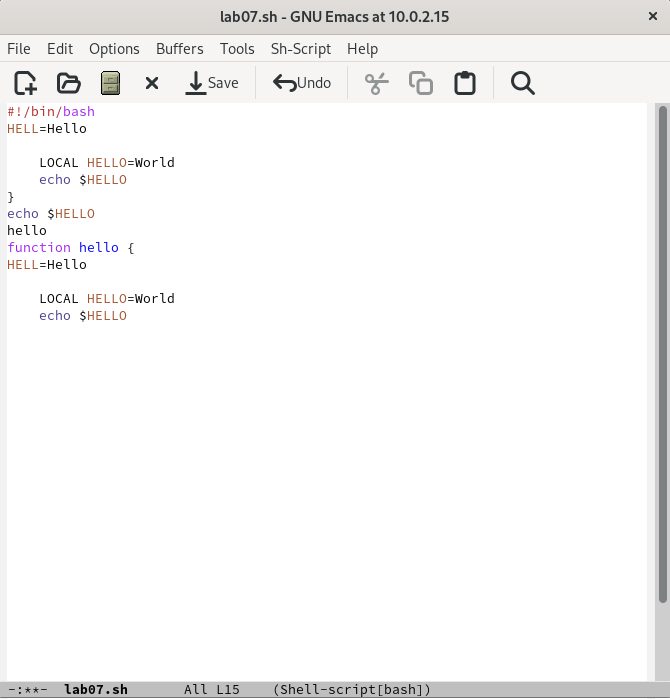 lab07.sh - GNU Emacs at 10.0.2.15
File Edit Options Buffers Tools Sh-Script Help
Save Undo
#!/bin/bash
HELL=Hello
    LOCAL HELLO=World
    echo $HELLO
}
echo $HELLO
hello
function hello {
HELL=Hello
    LOCAL HELLO=World
    echo $HELLO
-:**-  lab07.sh       All L15    (Shell-script[bash])